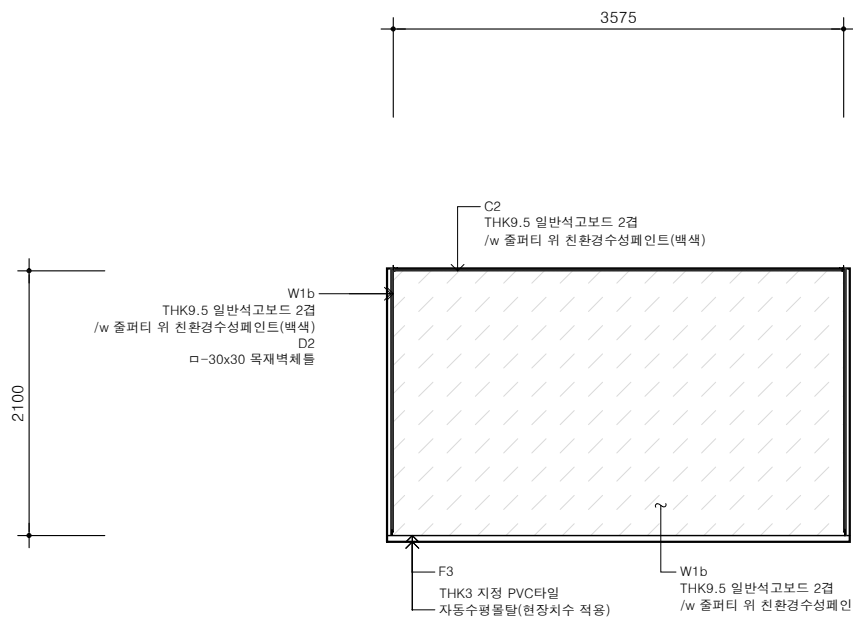 3575
C2
THK9.5 일반석고보드 2겹
/w 줄퍼티 위 친환경수성페인트(백색)
W1b
THK9.5 일반석고보드 2겹
/w 줄퍼티 위 친환경수성페인트(백색)
D2
ㅁ-30x30 목재벽체틀
2100
F3
THK3 지정 PVC타일
자동수평몰탈(현장치수 적용)
W1b
THK9.5 일반석고보드 2겹
/w 줄퍼티 위 친환경수성페인